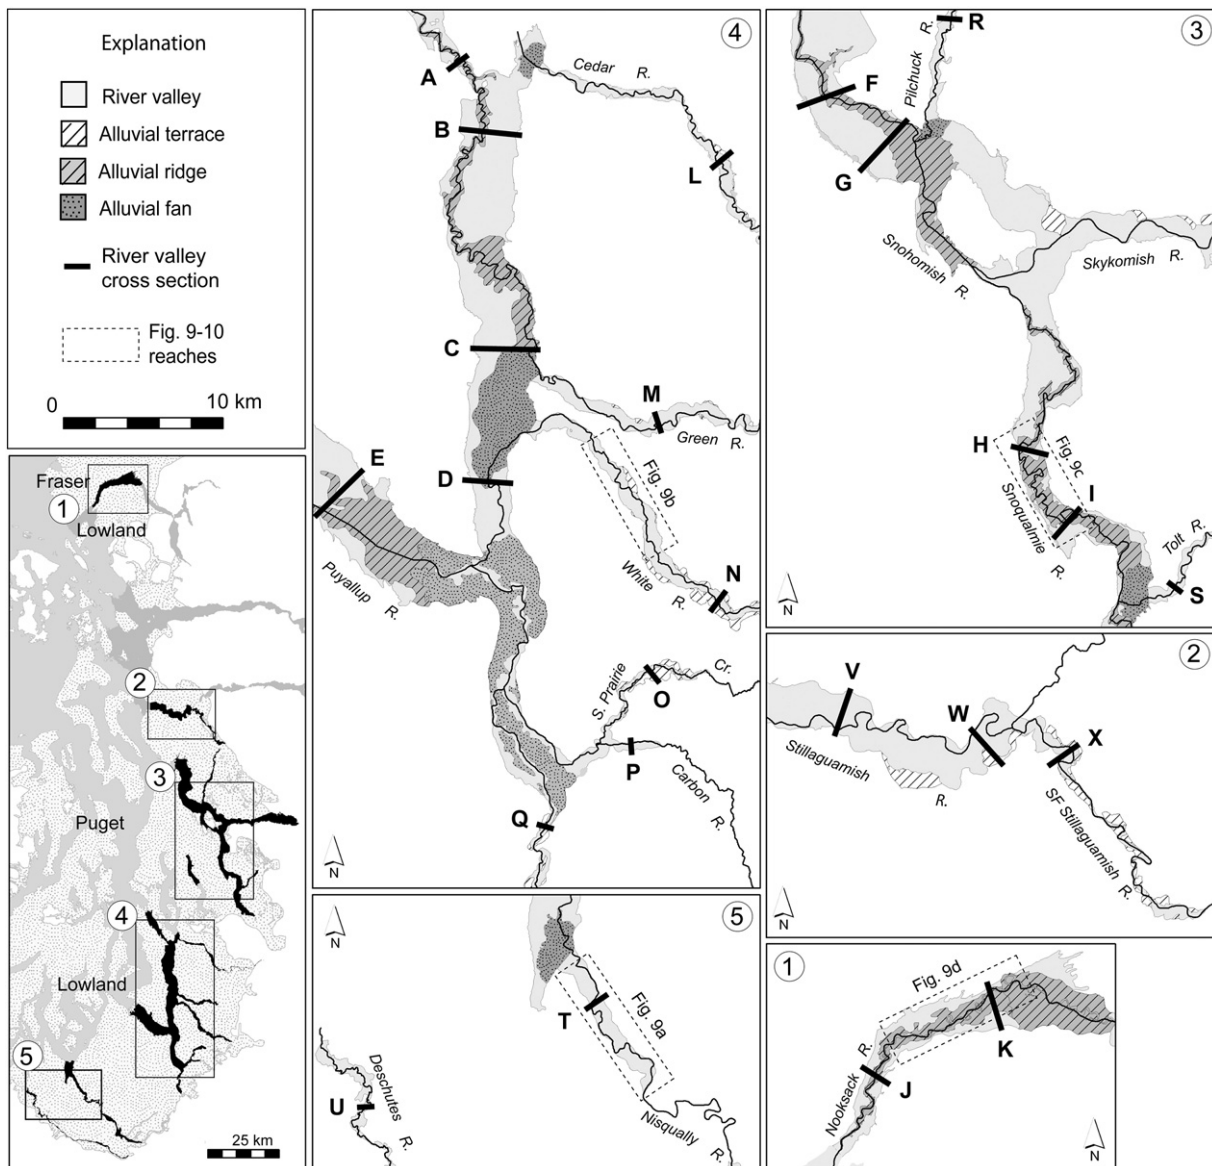 Explanation
River valley
Alluvial terrace
Alluvial ridge
Alluvial fan
River valley
cross section
Fig. 9-10
reaches
0 10 km
Fraser
1
Lowland
2
3
Puget
4
Lowland
5
25 km
4
A
Cedar R.
B
L
C
M
Green R.
E
D
Fig. 9b
Puyallup R.
White R.
N
S. Prairie Cr.
O
P
Carbon R.
Q
N
3
R
Pilchuck R.
F
G
Snohomish R.
Skykomish R.
H
Fig. 9c
I
Snoqualmie R.
Tolt R.
S
N
2
V
W
X
Stillaguamish R.
SF Stillaguamish R.
N
5
N
T
Fig. 9a
Deschutes R.
U
Nisqually R.
1
Fig. 9d
K
Nooksack R.
J
N